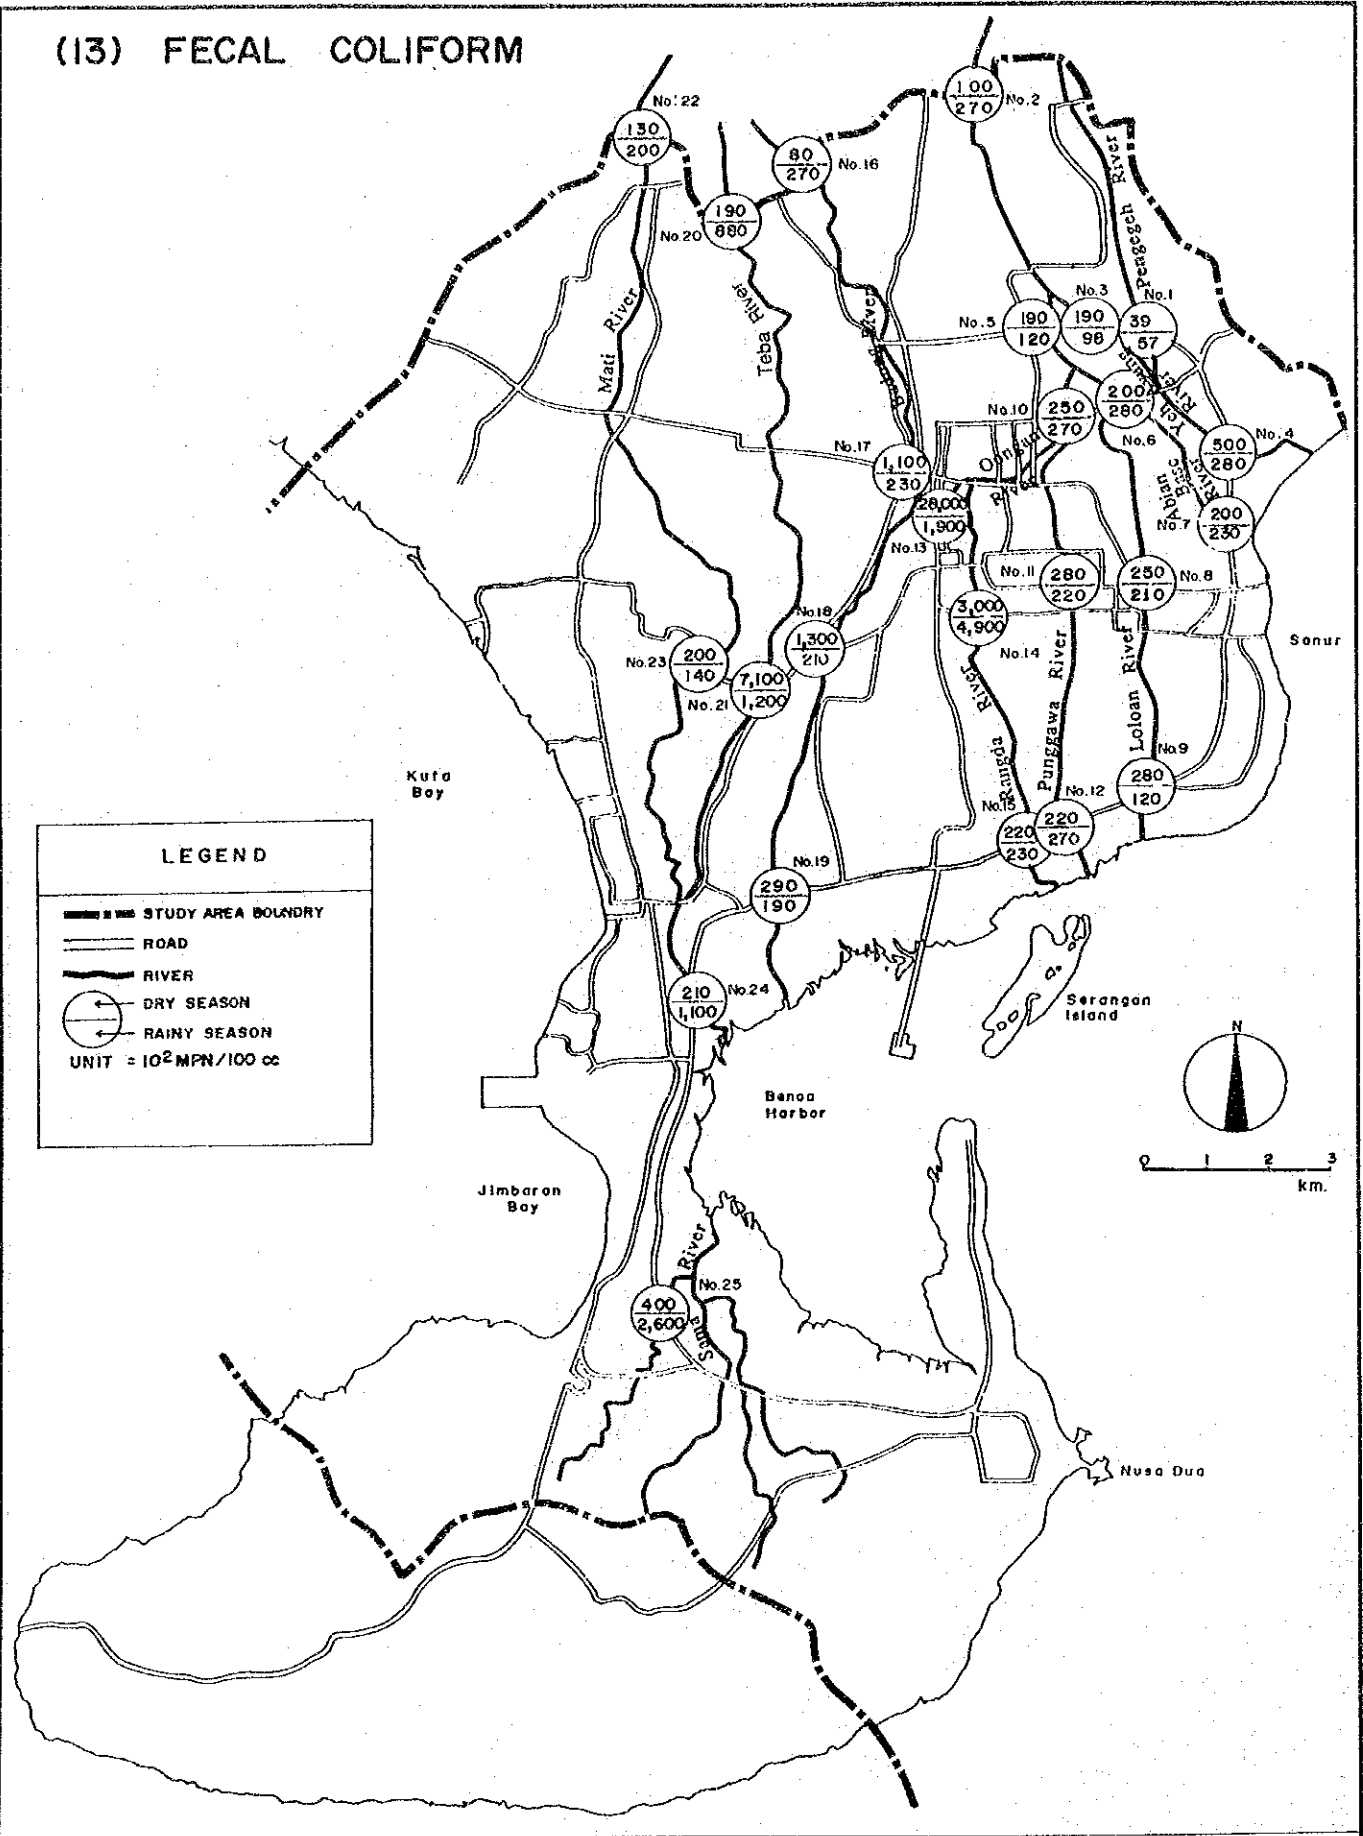 (13) FECAL COLIFORM
No. 22
130
200
100
270
No. 2
80
270
No. 16
190
880
No. 20
Pengegeh River
Mati River
Teba River
Badung River
No. 3
No. 1
No. 5
190
120
190
98
39
57
River
200
280
No. 6
No. 10
250
270
No. 17
1,100
230
Oongan
River
500
280
No. 4
Abian
Base
River
No. 7
200
230
28,000
1,900
No. 13
No. 11
280
220
250
210
No. 8
No. 18
1,300
210
3,000
4,900
No. 14
Sanur
No. 23
200
140
7,100
1,200
No. 21
Rangda River
Punggawa River
Loloan River
No. 9
280
120
Kuta
Bay
No. 12
No. 15
220
230
220
270
No. 19
290
190
LEGEND
STUDY AREA BOUNDRY
ROAD
RIVER
DRY SEASON
RAINY SEASON
UNIT = 10² MPN/100 cc
210
1,100
No. 24
Serangan
Island
N
Benoa
Harbor
0 1 2 3
km.
Jimbaran
Bay
Sama River
No. 25
400
2,600
Nusa Dua